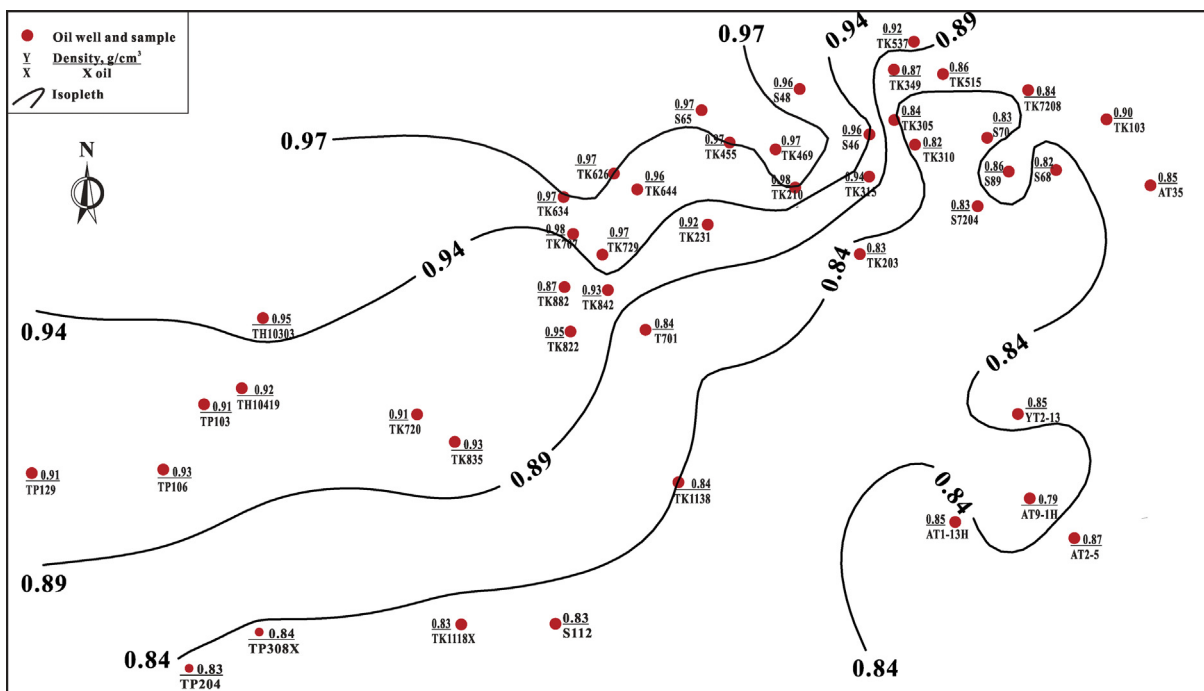 Oil well and sample
Y Density, g/cm³
X X oil
Isopleth
N
0.97
0.94
0.89
0.92
TK537
0.87
TK349
0.86
TK515
0.96
S48
0.84
TK7208
0.97
S65
0.84
TK305
0.83
S70
0.90
TK103
0.97
0.97
TK455
0.97
TK469
0.96
S46
0.82
TK310
0.97
TK626
0.96
TK644
0.98
TK210
0.94
TK315
0.86
S89
0.82
S68
0.85
AT35
0.97
TK634
0.83
S7204
0.98
TK707
0.97
TK729
0.92
TK231
0.83
TK203
0.94
0.84
0.87
TK882
0.93
TK842
0.94
0.95
TH10303
0.95
TK822
0.84
T701
0.84
0.92
TH10419
0.91
TP103
0.91
TK720
0.85
YT2-13
0.93
TK835
0.91
TP129
0.93
TP106
0.89
0.84
TK1138
0.84
0.79
AT9-1H
0.85
AT1-13H
0.87
AT2-5
0.89
0.84
TP308X
0.83
TK1118X
0.83
S112
0.84
0.84
0.83
TP204